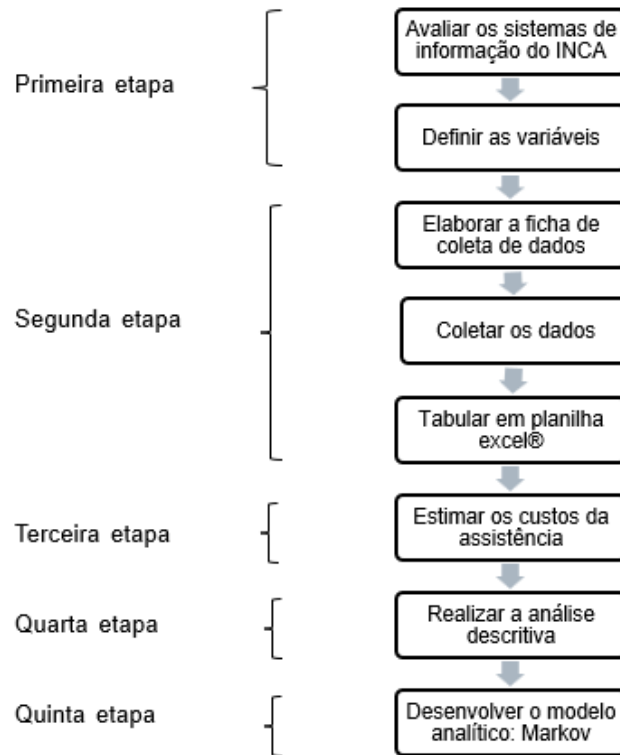 Primeira etapa
Avaliar os sistemas de
informação do INCA
Definir as variáveis
Segunda etapa
Elaborar a ficha de
coleta de dados
Coletar os dados
Tabular em planilha
excel®
Terceira etapa
Estimar os custos da
assistência
Quarta etapa
Realizar a análise
descritiva
Quinta etapa
Desenvolver o modelo
analítico: Markov